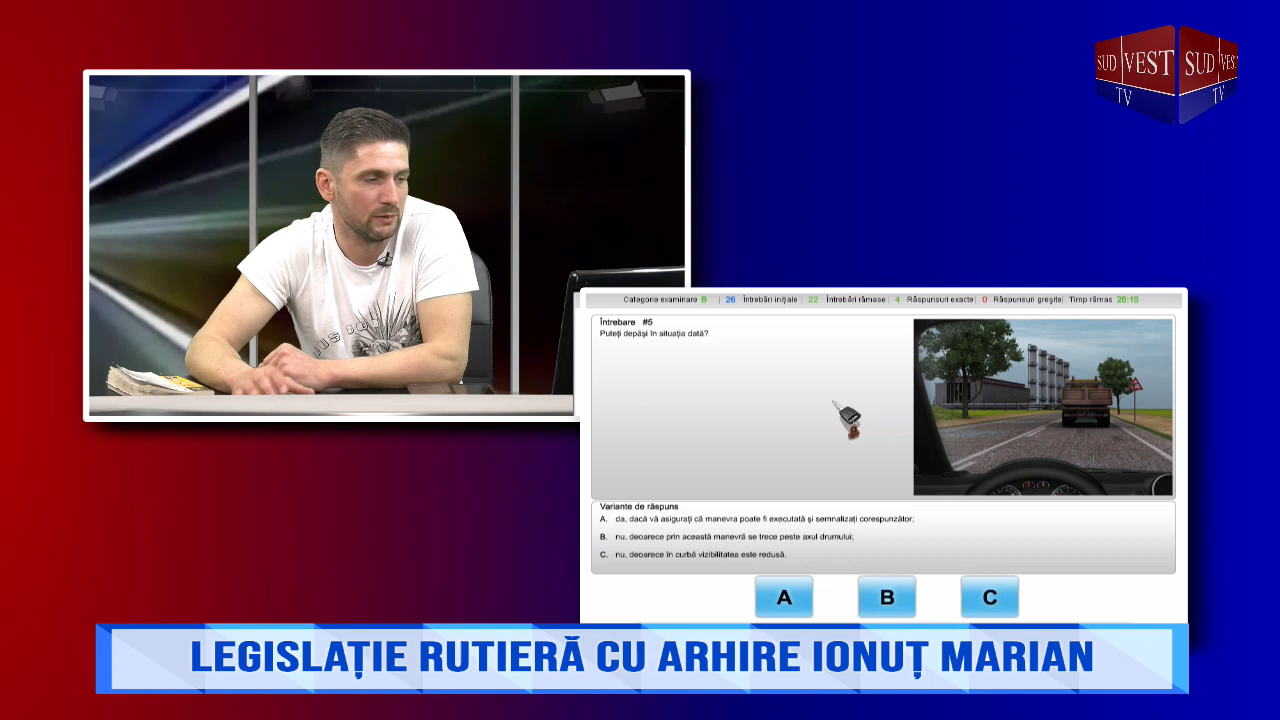 SUD VEST TV
SUD VEST TV
Categorie examinare B | 26 Întrebări inițiale | 22 Întrebări rămase | 4 Răspunsuri exacte | 0 Răspunsuri greșite | Timp rămas 26:15
Întrebare #5
Puteți depăși în situația dată?
Variante de răspuns
A. da, dacă vă asigurați că manevra poate fi executată și semnalizați corespunzător;
B. nu, deoarece prin această manevră se trece peste axul drumului;
C. nu, deoarece în curbă vizibilitatea este redusă.
A B C
LEGISLAȚIE RUTIERĂ CU ARHIRE IONUȚ MARIAN